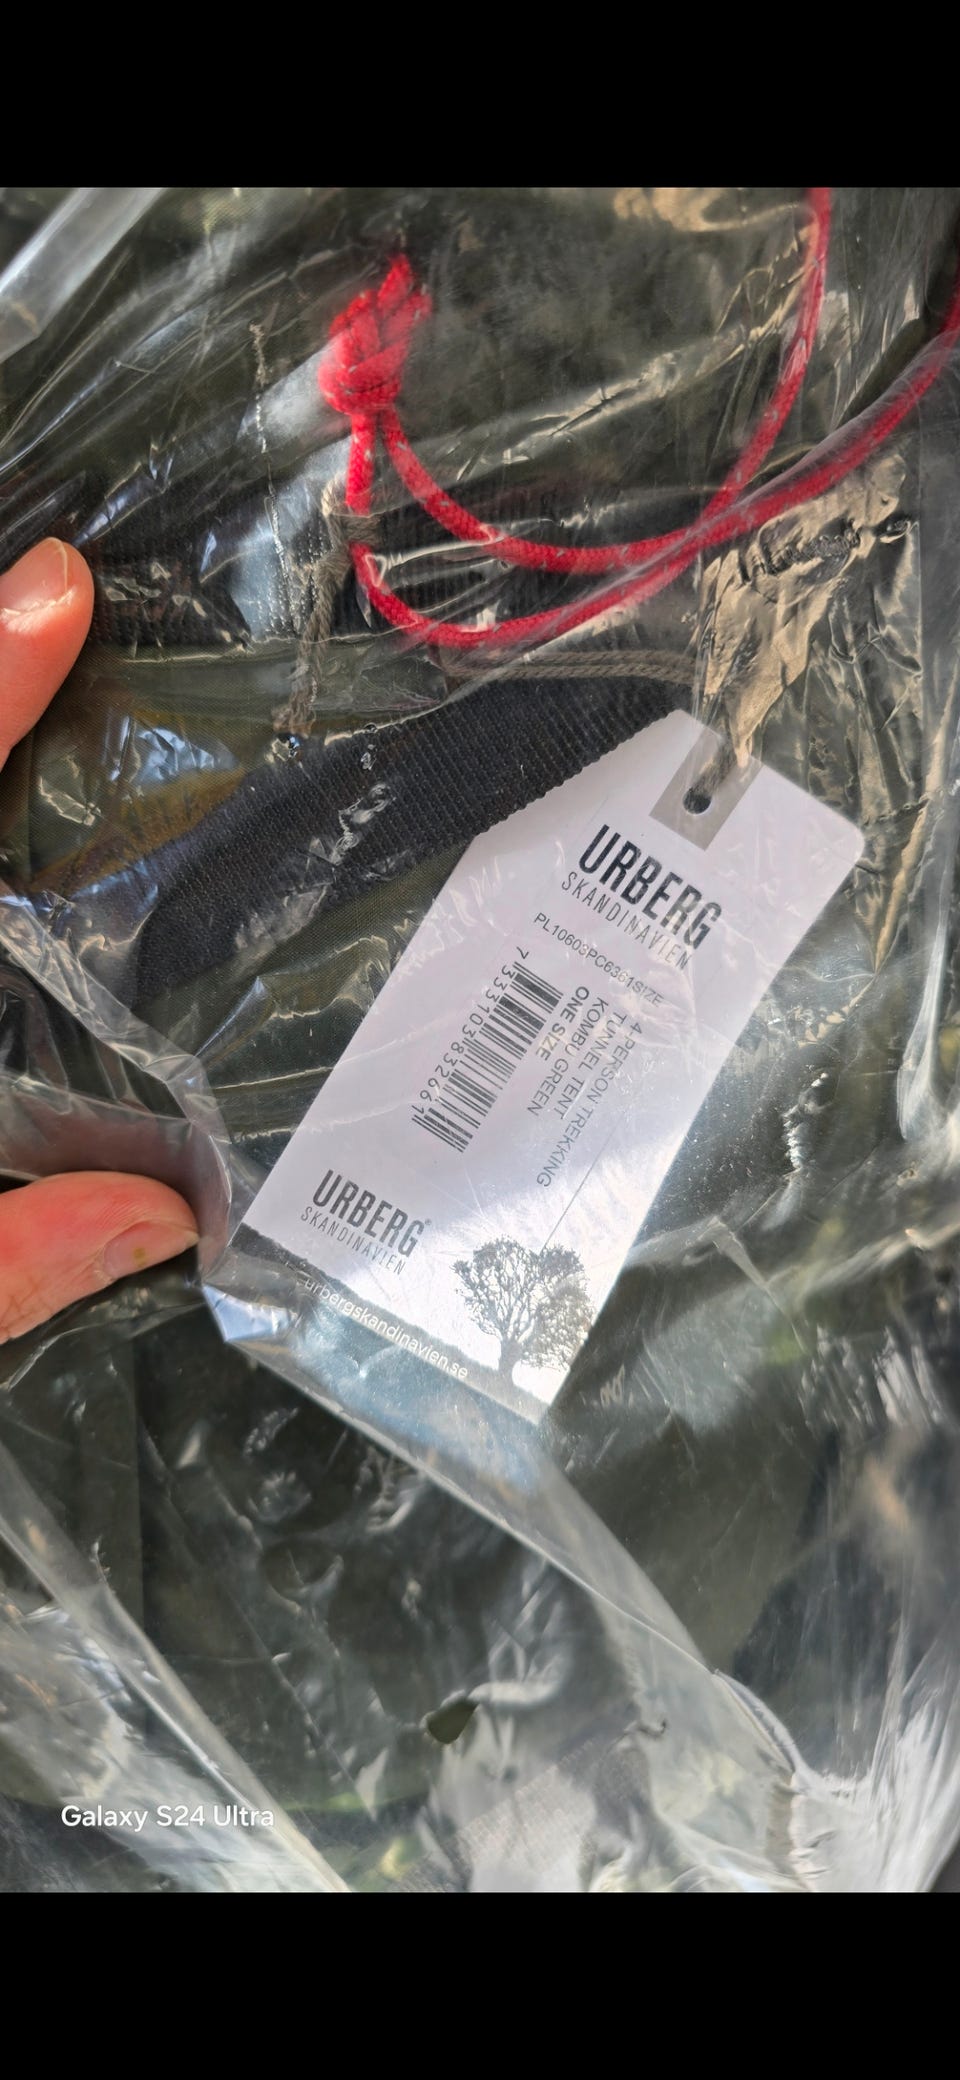 URBERG
SKANDINAVIEN
PL10603PC6361SIZE
4-PERSON TREKKING
TUNNEL TENT
KOMBU GREEN
ONE SIZE
7333103832661
URBERG®
SKANDINAVIEN
urbergskandinavien.se
Galaxy S24 Ultra